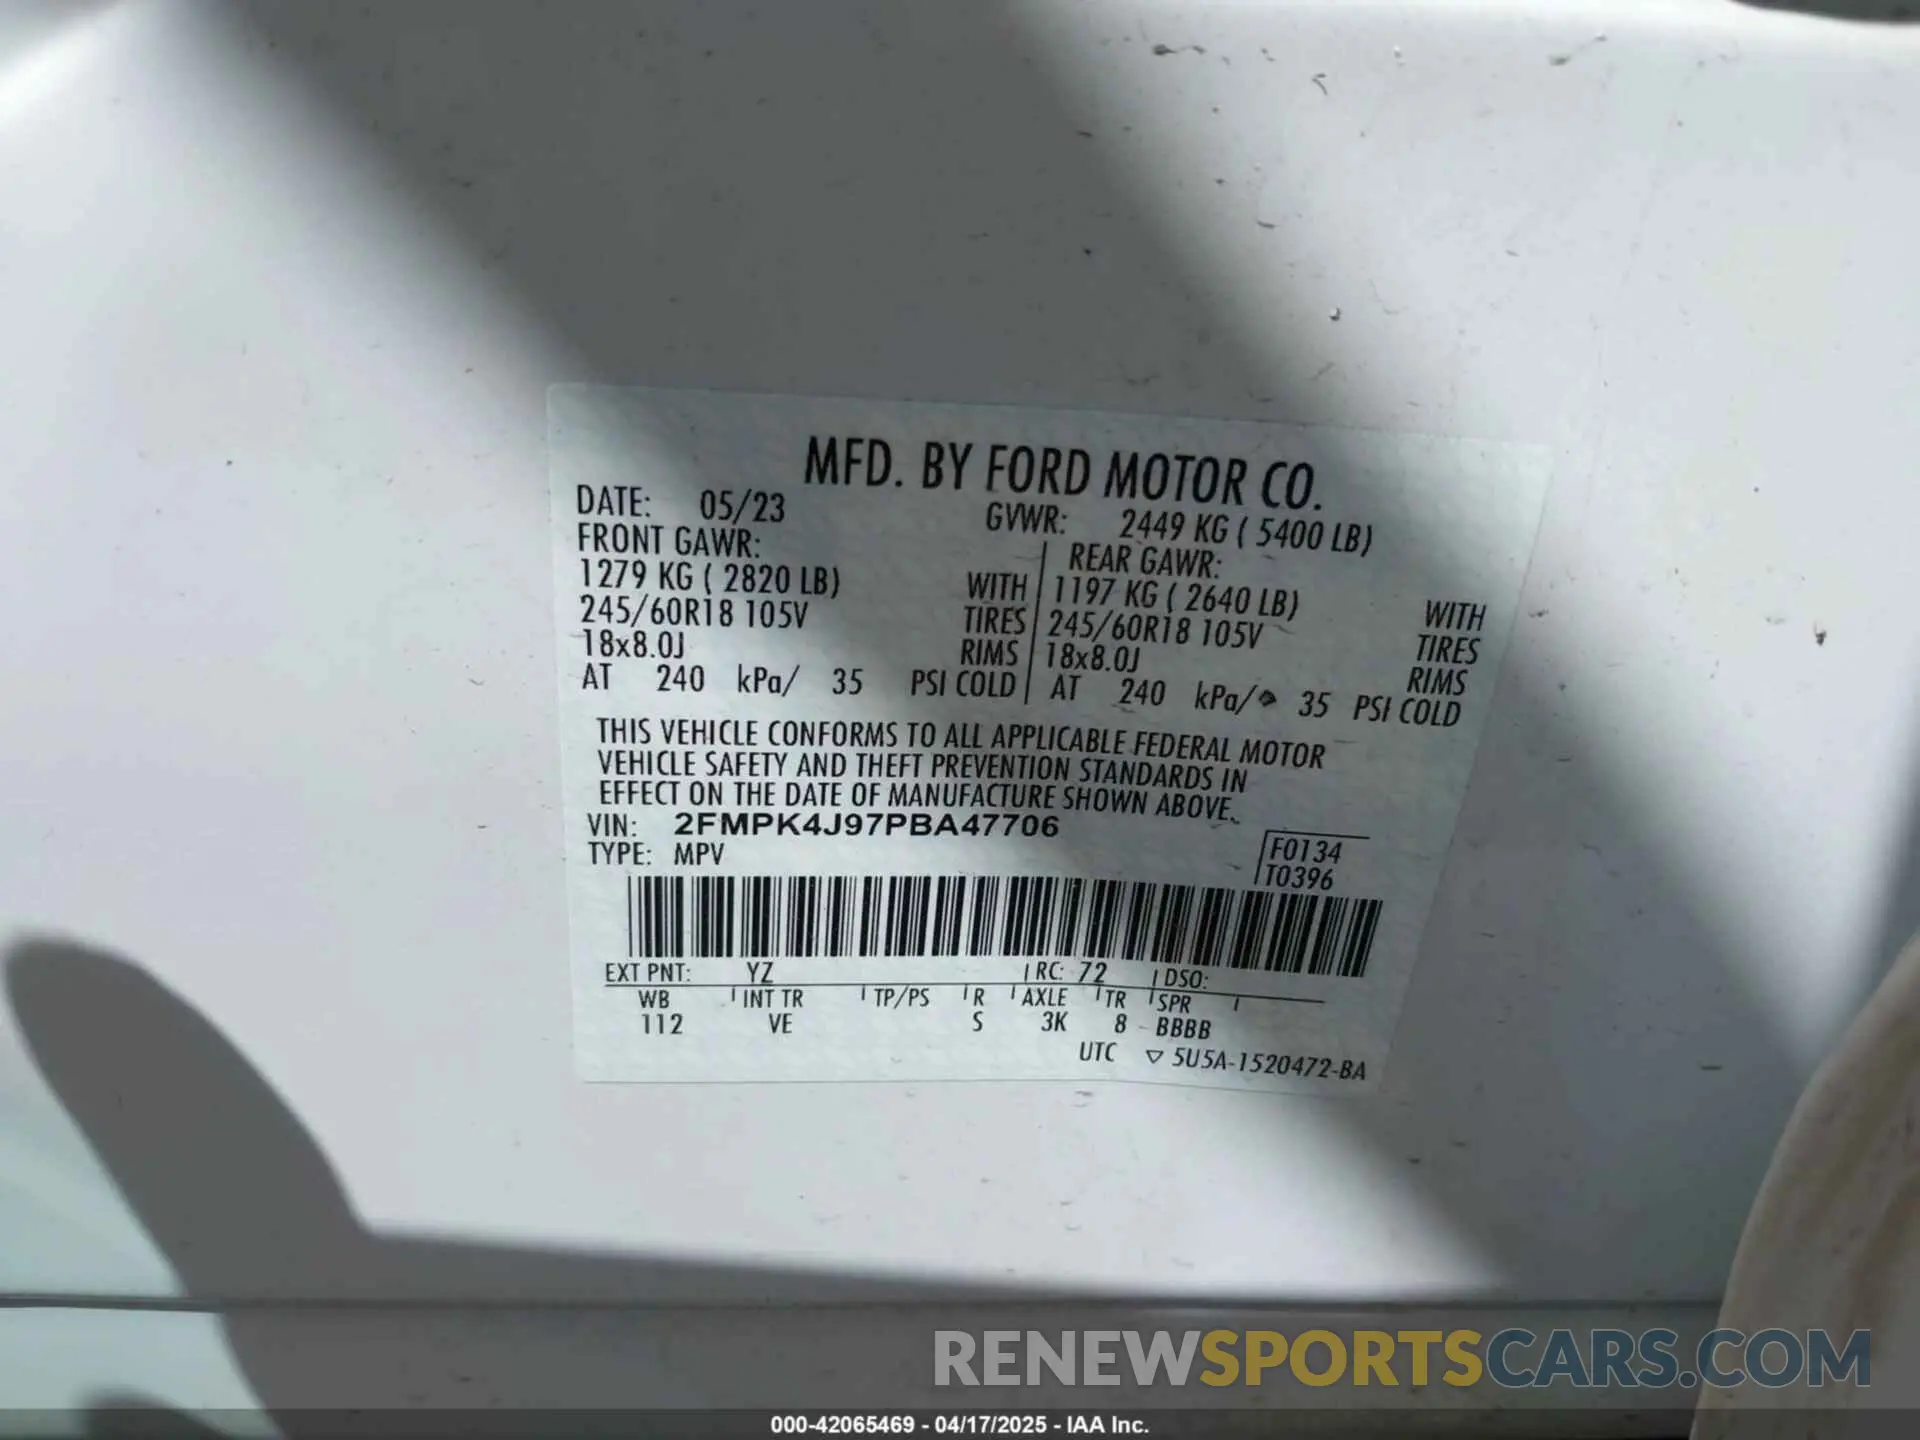 MFD. BY FORD MOTOR CO.
DATE: 05/23 GVWR: 2449 KG ( 5400 LB)
FRONT GAWR: REAR GAWR:
1279 KG ( 2820 LB) WITH 1197 KG ( 2640 LB) WITH
245/60R18 105V TIRES 245/60R18 105V TIRES
18x8.0J RIMS 18x8.0J RIMS
AT 240 kPa/ 35 PSI COLD AT 240 kPa/ 35 PSI COLD
THIS VEHICLE CONFORMS TO ALL APPLICABLE FEDERAL MOTOR
VEHICLE SAFETY AND THEFT PREVENTION STANDARDS IN
EFFECT ON THE DATE OF MANUFACTURE SHOWN ABOVE.
VIN: 2FMPK4J97PBA47706
TYPE: MPV
F0134
T0396
EXT PNT: YZ RC: 72 DSO:
WB INT TR TP/PS R AXLE TR SPR
112 VE S 3K 8 BBBB
UTC ▽ 5U5A-1520472-BA
RENEWSPORTSCARS.COM
000-42065469 - 04/17/2025 - IAA Inc.